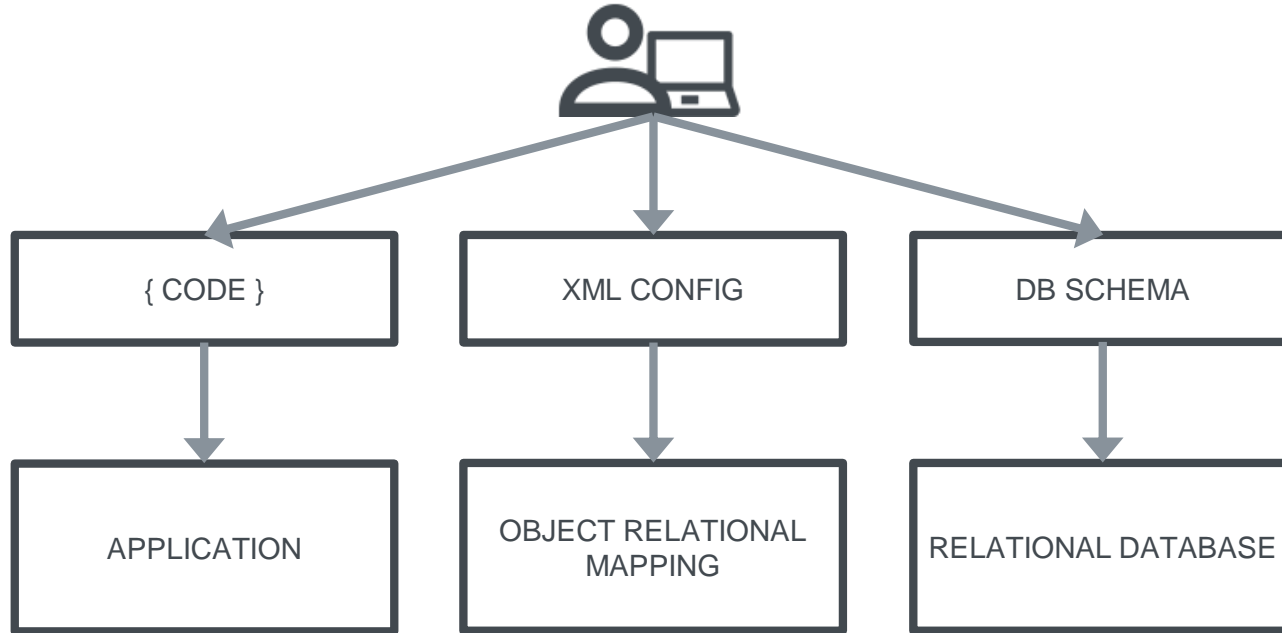 { CODE }
XML CONFIG
DB SCHEMA
APPLICATION
OBJECT RELATIONAL
MAPPING
RELATIONAL DATABASE